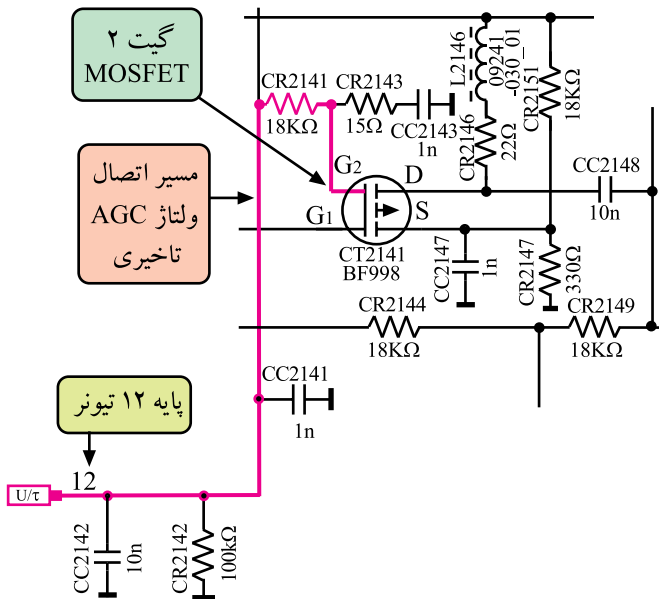 گیت ۲
MOSFET
مسیر اتصال
ولتاژ AGC
تاخیری
پایه ۱۲ تیونر
12
U/τ
CR2141
18KΩ
CR2143
15Ω
CC2143
1n
L2146
09241
-030_01
CR2146
22Ω
CR2151
18KΩ
G2
G1
D
S
CT2141
BF998
CC2148
10n
CC2147
1n
CR2147
330Ω
CR2144
18KΩ
CR2149
18KΩ
CC2141
1n
CC2142
10n
CR2142
100kΩ